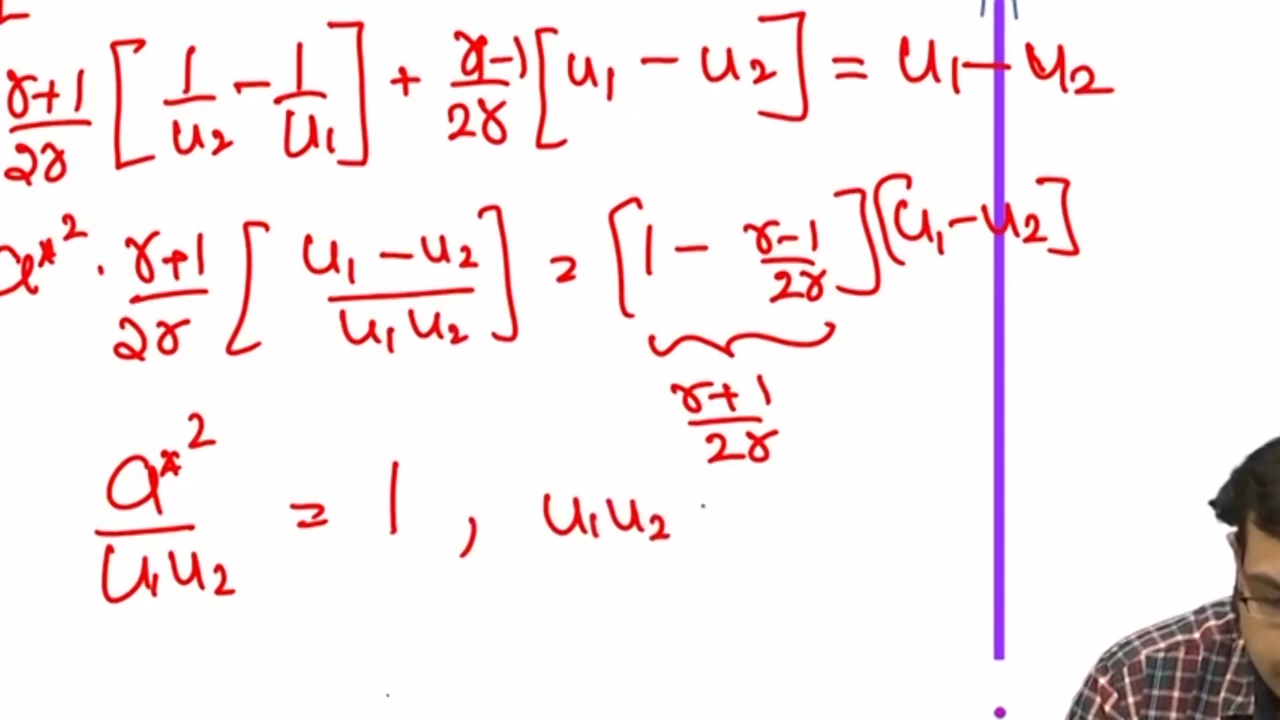 γ+1/2γ [1/u₂ - 1/u₁] + γ-1/2γ [u₁ - u₂] = u₁ - u₂
a*² · γ+1/2γ [u₁ - u₂/u₁u₂] = [1 - γ-1/2γ][u₁ - u₂]
γ+1/2γ
a*²/u₁u₂ = 1 , u₁u₂